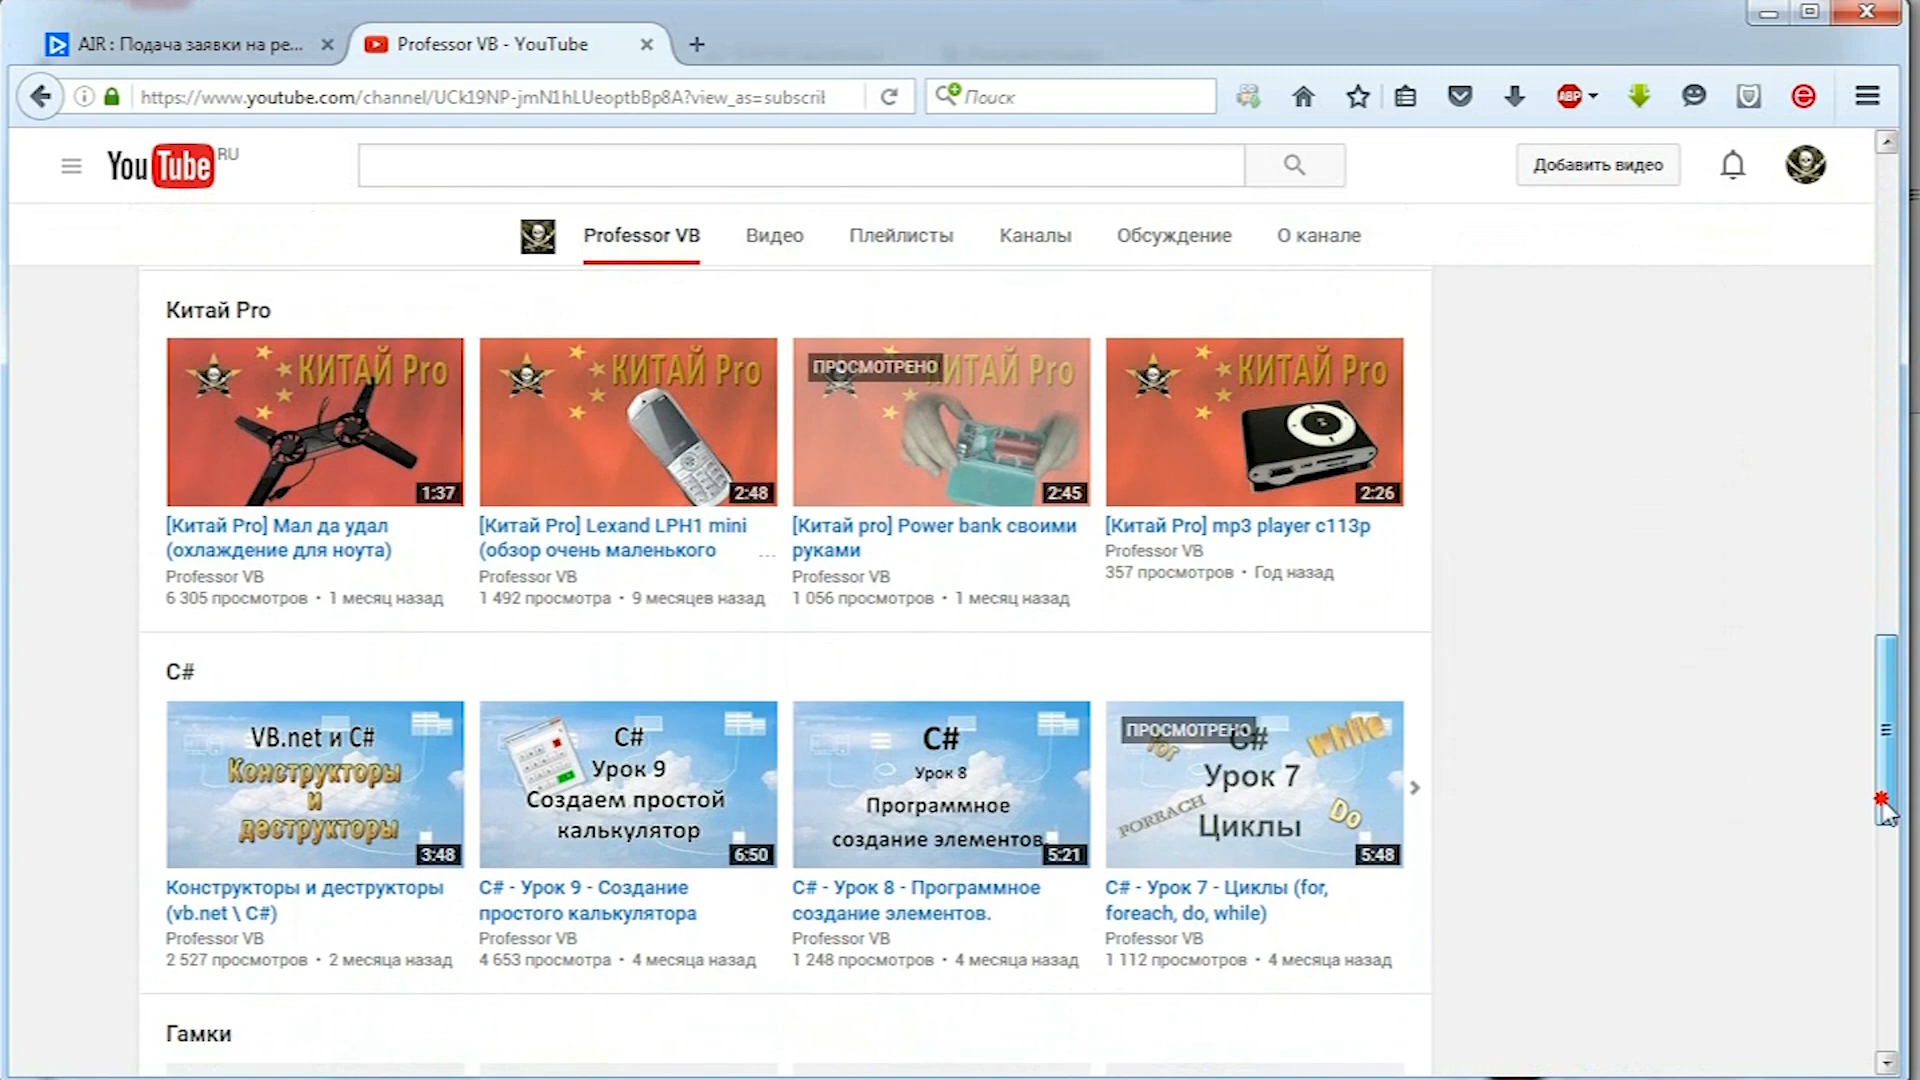 AIR : Подача заявки на ре...
Professor VB - YouTube
https://www.youtube.com/channel/UCk19NP-jmN1hLUeoptbBp8A?view_as=subscri
Поиск
ABP
YouTube RU
Добавить видео
Professor VB
Видео
Плейлисты
Каналы
Обсуждение
О канале
Китай Pro
КИТАЙ Pro
1:37
КИТАЙ Pro
2:48
ПРОСМОТРЕНО
ИТАЙ Pro
2:45
КИТАЙ Pro
2:26
[Китай Pro] Мал да удал
(охлаждение для ноута)
Professor VB
6 305 просмотров • 1 месяц назад
[Китай Pro] Lexand LPH1 mini
(обзор очень маленького ...
Professor VB
1 492 просмотра • 9 месяцев назад
[Китай pro] Power bank своими
руками
Professor VB
1 056 просмотров • 1 месяц назад
[Китай Pro] mp3 player c113p
Professor VB
357 просмотров • Год назад
C#
VB.net и C#
Конструкторы
и
деструкторы
3:48
C#
Урок 9
Создаем простой
калькулятор
6:50
C#
Урок 8
Программное
создание элементов
5:21
ПРОСМОТРЕНО
C#
for
while
Урок 7
FOREACH
Do
Циклы
5:48
Конструкторы и деструкторы
(vb.net \ C#)
Professor VB
2 527 просмотров • 2 месяца назад
C# - Урок 9 - Создание
простого калькулятора
Professor VB
4 653 просмотра • 4 месяца назад
C# - Урок 8 - Программное
создание элементов.
Professor VB
1 248 просмотров • 4 месяца назад
C# - Урок 7 - Циклы (for,
foreach, do, while)
Professor VB
1 112 просмотров • 4 месяца назад
Гамки